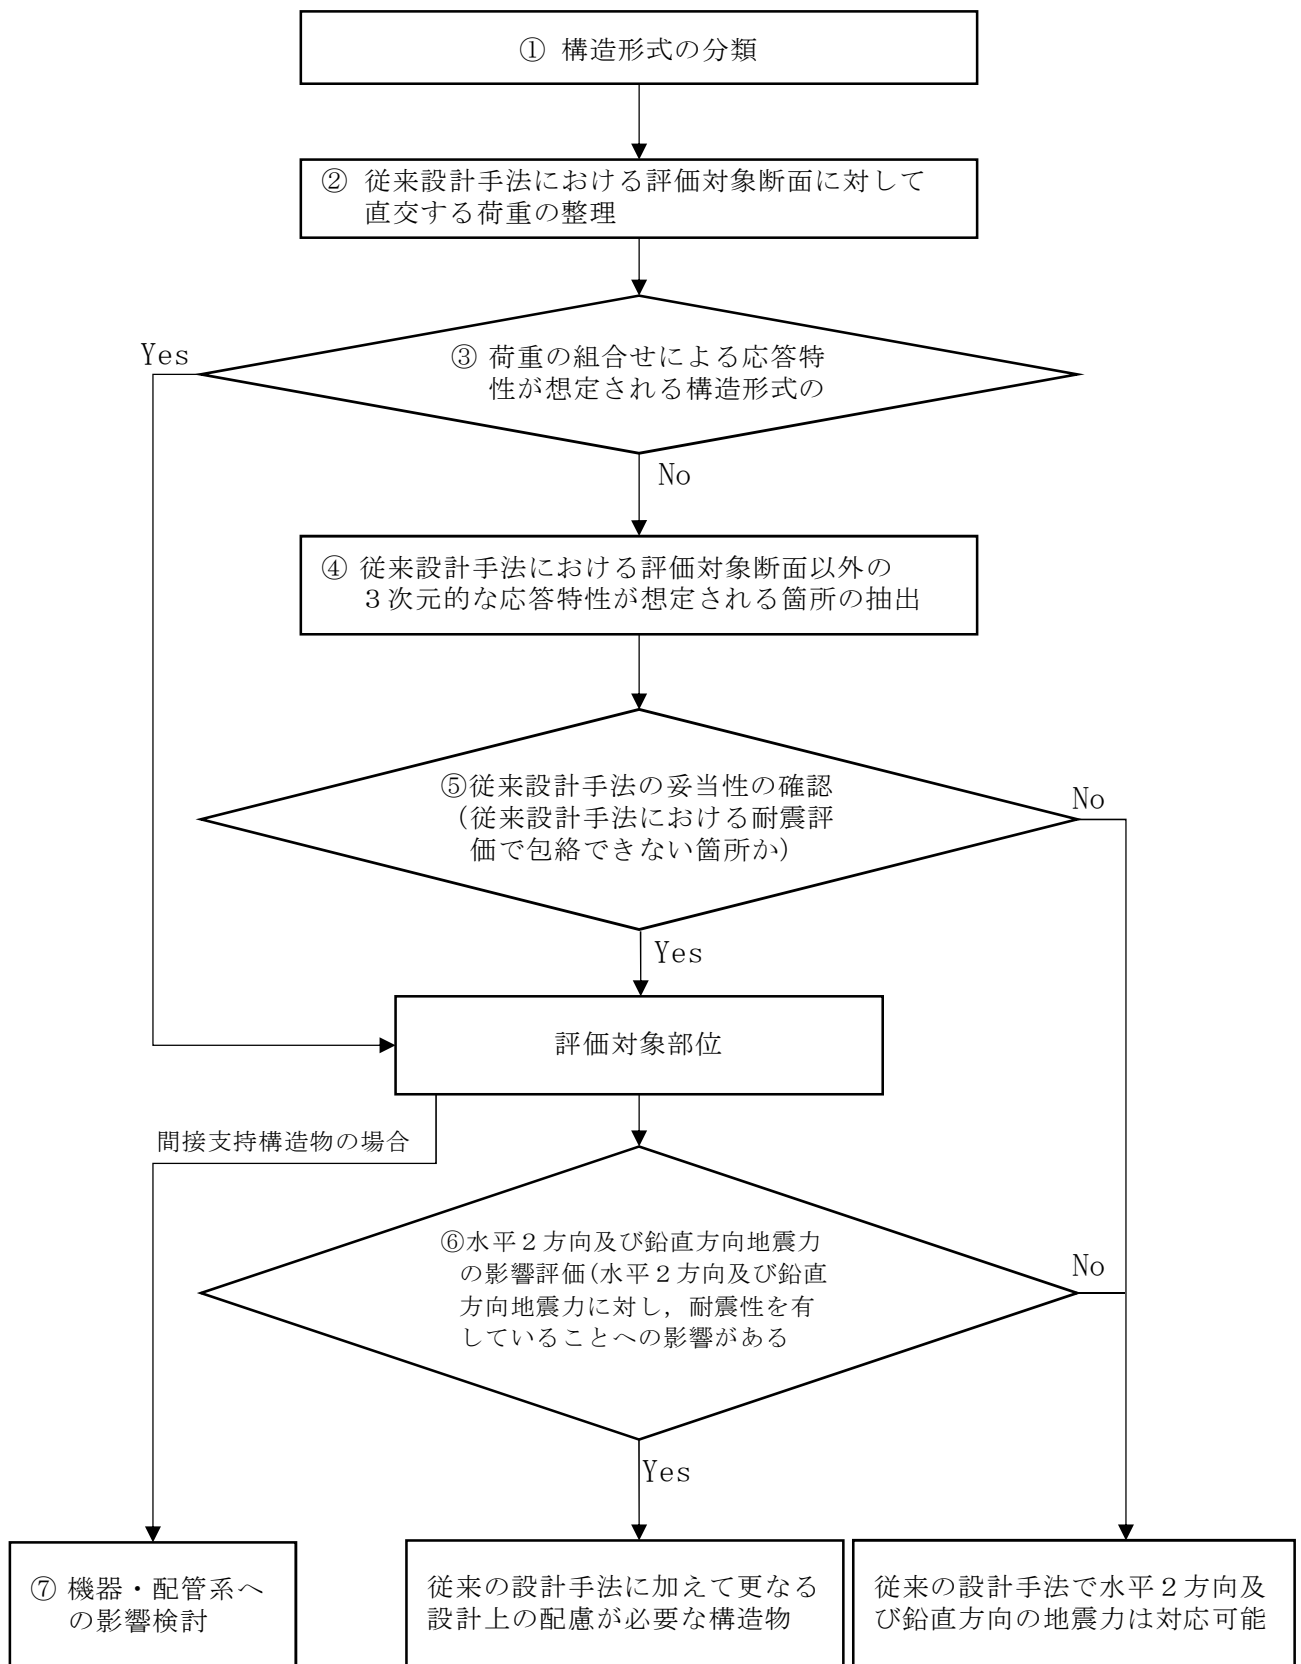 ① 構造形式の分類
② 従来設計手法における評価対象断面に対して
直交する荷重の整理
Yes
③ 荷重の組合せによる応答特
性が想定される構造形式の
No
④ 従来設計手法における評価対象断面以外の
３次元的な応答特性が想定される箇所の抽出
⑤従来設計手法の妥当性の確認
（従来設計手法における耐震評
価で包絡できない箇所か）
No
Yes
評価対象部位
間接支持構造物の場合
⑥水平２方向及び鉛直方向地震力
の影響評価(水平２方向及び鉛直
方向地震力に対し，耐震性を有
していることへの影響がある
No
Yes
⑦ 機器・配管系へ
の影響検討
従来の設計手法に加えて更なる
設計上の配慮が必要な構造物
従来の設計手法で水平２方向及
び鉛直方向の地震力は対応可能